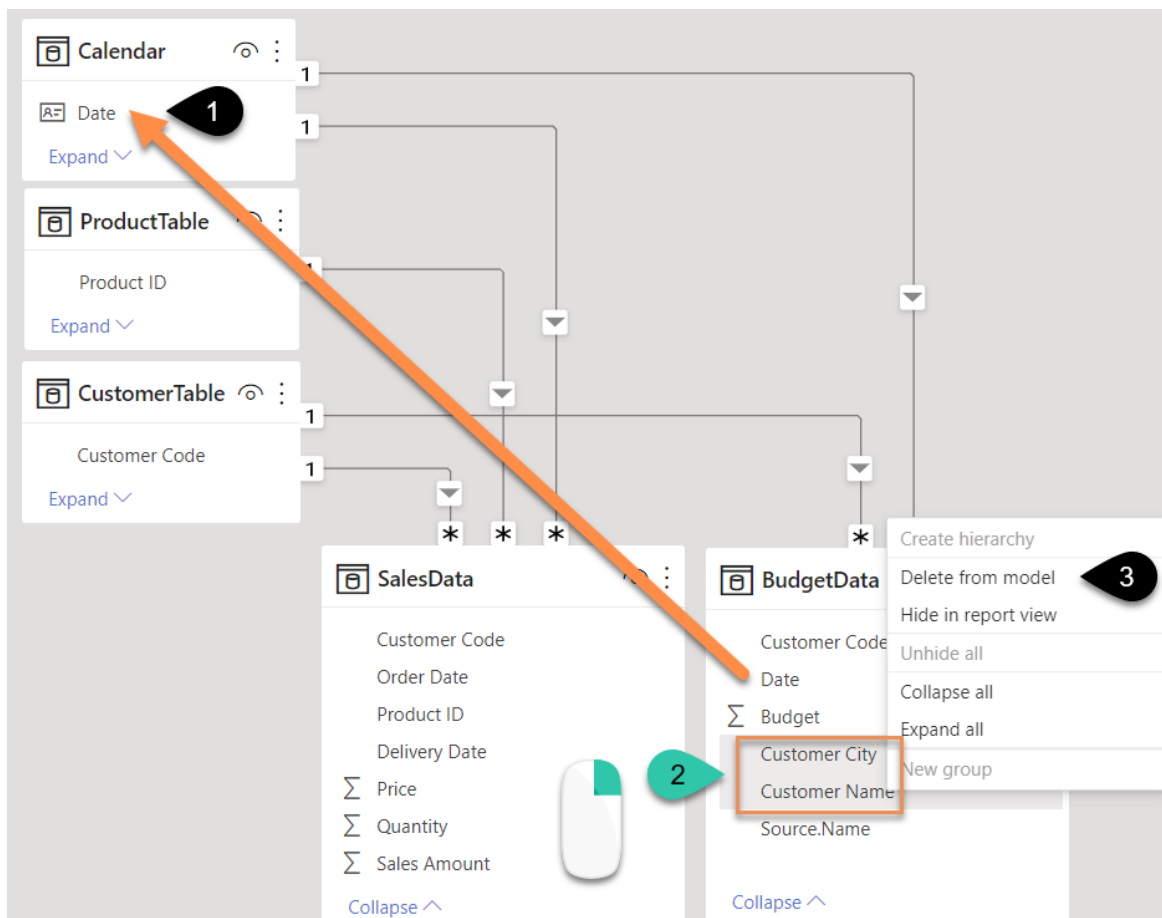 Calendar
1
Date
1
1
Expand
ProductTable
Product ID
1
Expand
CustomerTable
1
Customer Code
1
Expand
* * *
*
SalesData
Customer Code
Order Date
Product ID
Delivery Date
Σ Price
Σ Quantity
Σ Sales Amount
Collapse
BudgetData
Customer Code
Date
Σ Budget
2
Customer City
Customer Name
Source.Name
Collapse
Create hierarchy
Delete from model
3
Hide in report view
Unhide all
Collapse all
Expand all
New group